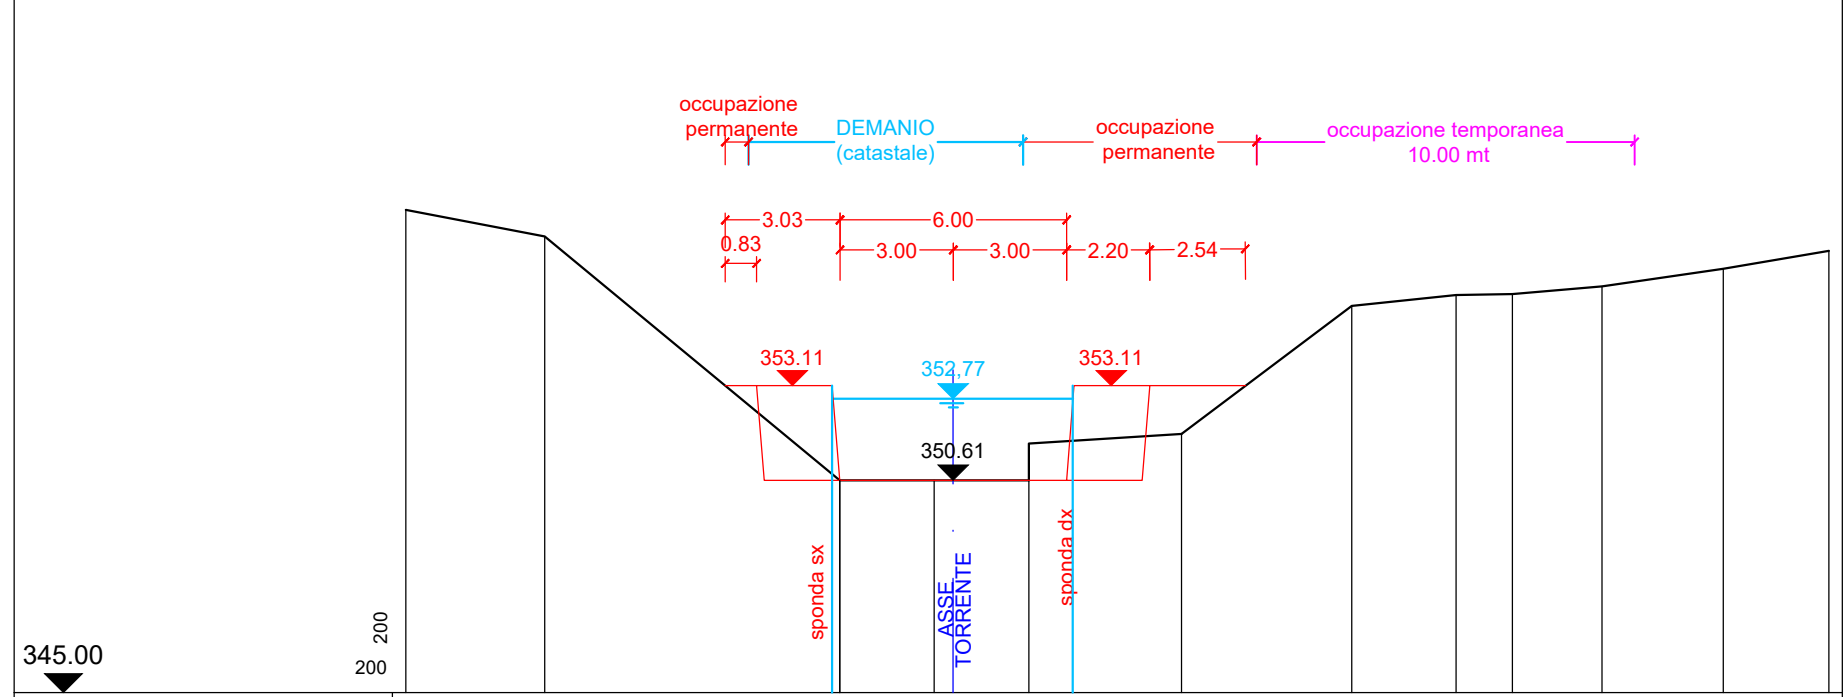 occupazione
permanente
DEMANIO
(catastale)
occupazione
permanente
occupazione temporanea
10.00 mt
3.03
6.00
0.83
3.00
3.00
2.20
2.54
353.11
352,77
353.11
350.61
sponda sx
ASSE
TORRENTE
sponda dx
200
200
345.00